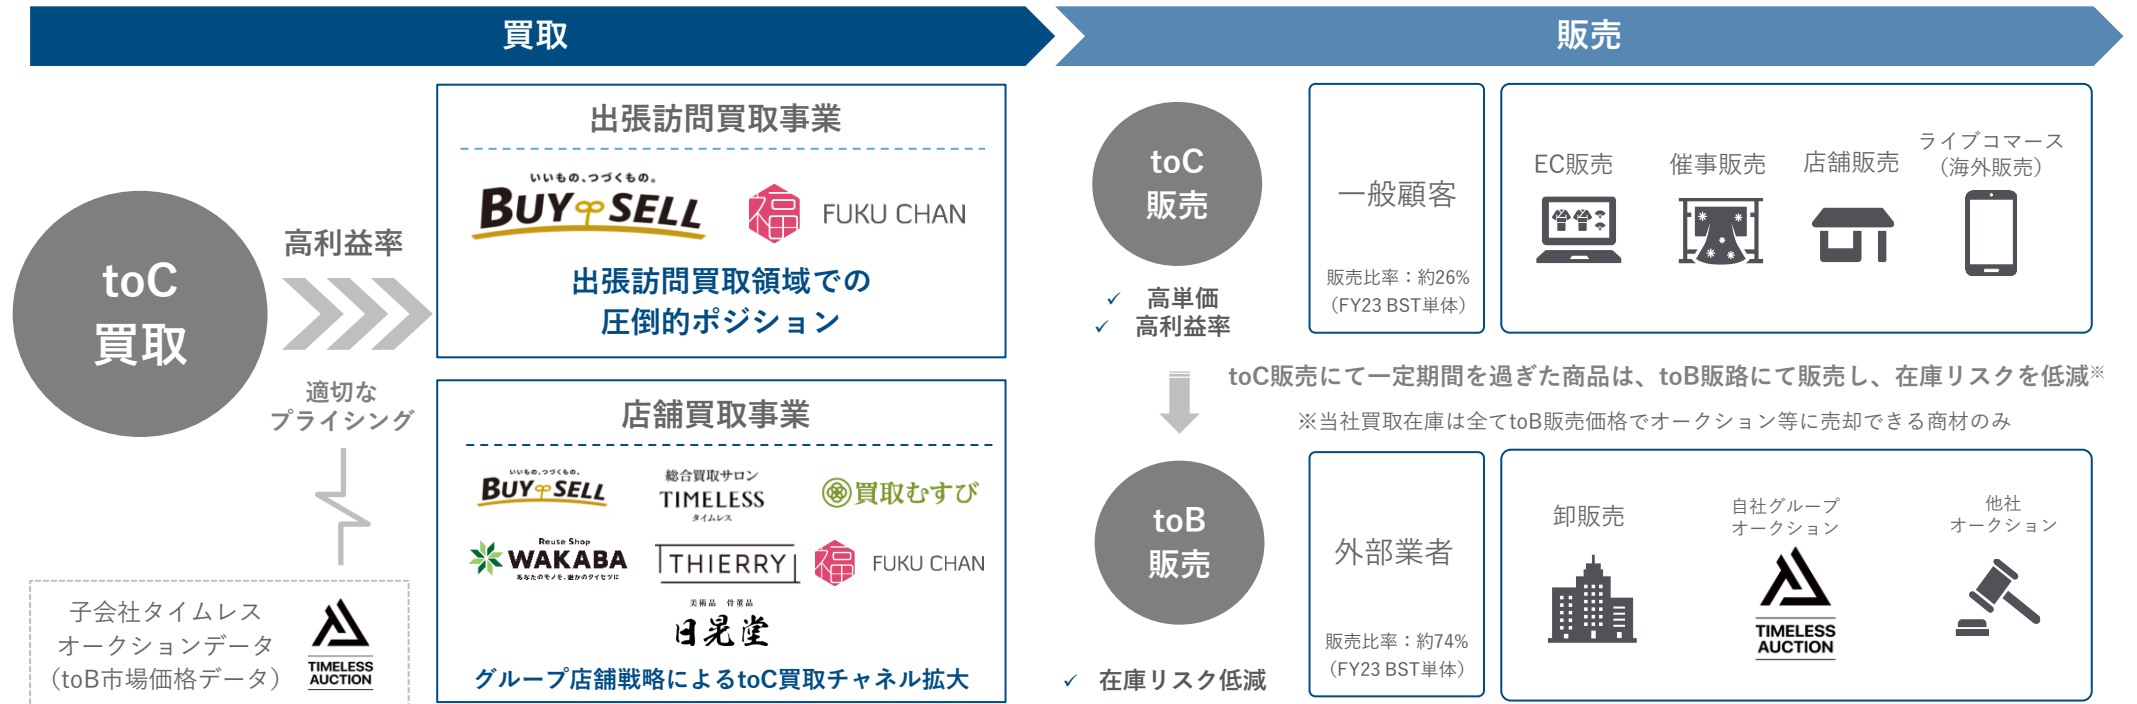 買取
販売
toC
買取
高利益率
適切な
プライシング
子会社タイムレス
オークションデータ
（toB市場価格データ）
TIMELESS
AUCTION
出張訪問買取事業
いいもの、つづくもの。
BUY SELL
福
FUKU CHAN
出張訪問買取領域での
圧倒的ポジション
店舗買取事業
いいもの、つづくもの。
BUY SELL
総合買取サロン
TIMELESS
タイムレス
買取むすび
Reuse Shop
WAKABA
あなたのモノを、誰かのタイセツに
THIERRY
福
FUKU CHAN
美術品 骨董品
日晃堂
グループ店舗戦略によるtoC買取チャネル拡大
toC
販売
✓ 高単価
✓ 高利益率
一般顧客
販売比率：約26%
（FY23 BST単体）
EC販売
催事販売
店舗販売
ライブコマース
（海外販売）
toC販売にて一定期間を過ぎた商品は、toB販路にて販売し、在庫リスクを低減※
※当社買取在庫は全てtoB販売価格でオークション等に売却できる商材のみ
toB
販売
✓ 在庫リスク低減
外部業者
販売比率：約74%
（FY23 BST単体）
卸販売
自社グループ
オークション
TIMELESS
AUCTION
他社
オークション